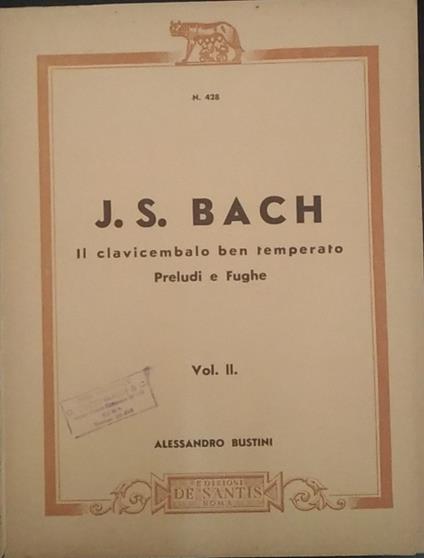 N. 428
J. S. BACH
Il clavicembalo ben temperato
Preludi e Fughe
Vol. II.
ALESSANDRO BUSTINI
EDIZIONI
DE SANTIS
ROMA